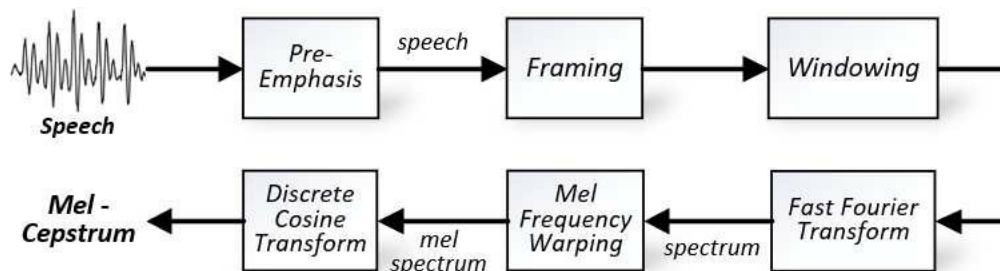 Speech
Pre-
Emphasis
speech
Framing
Windowing
Fast Fourier
Transform
spectrum
Mel
Frequency
Warping
mel
spectrum
Discrete
Cosine
Transform
Mel -
Cepstrum